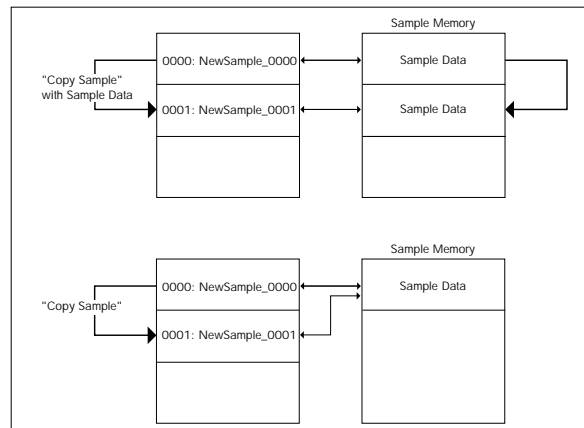 Sample Memory
"Copy Sample"
with Sample Data
0000: NewSample_0000
Sample Data
0001: NewSample_0001
Sample Data
Sample Memory
"Copy Sample"
0000: NewSample_0000
Sample Data
0001: NewSample_0001